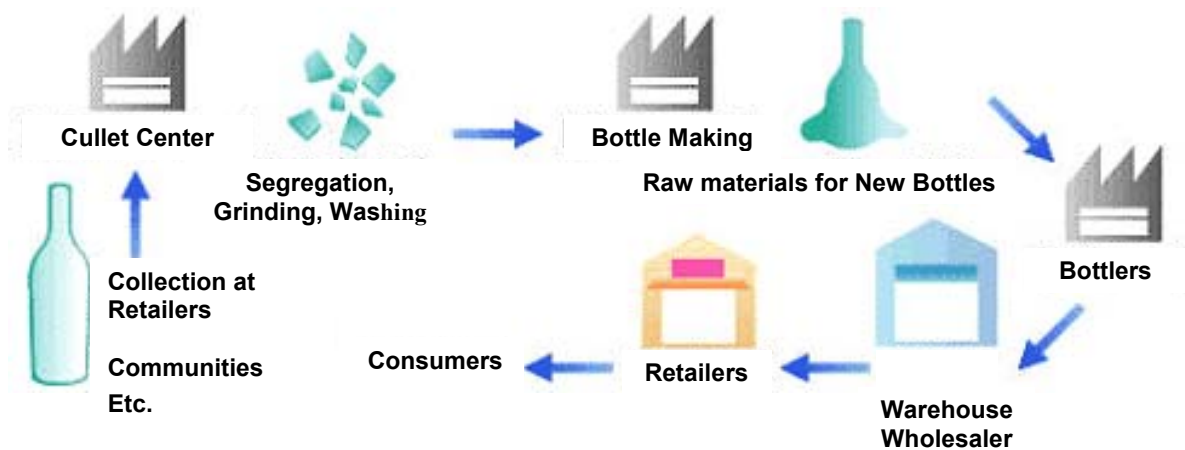 Cullet Center
Segregation,
Grinding, Washing
Bottle Making
Raw materials for New Bottles
Bottlers
Warehouse
Wholesaler
Retailers
Consumers
Collection at
Retailers
Communities
Etc.